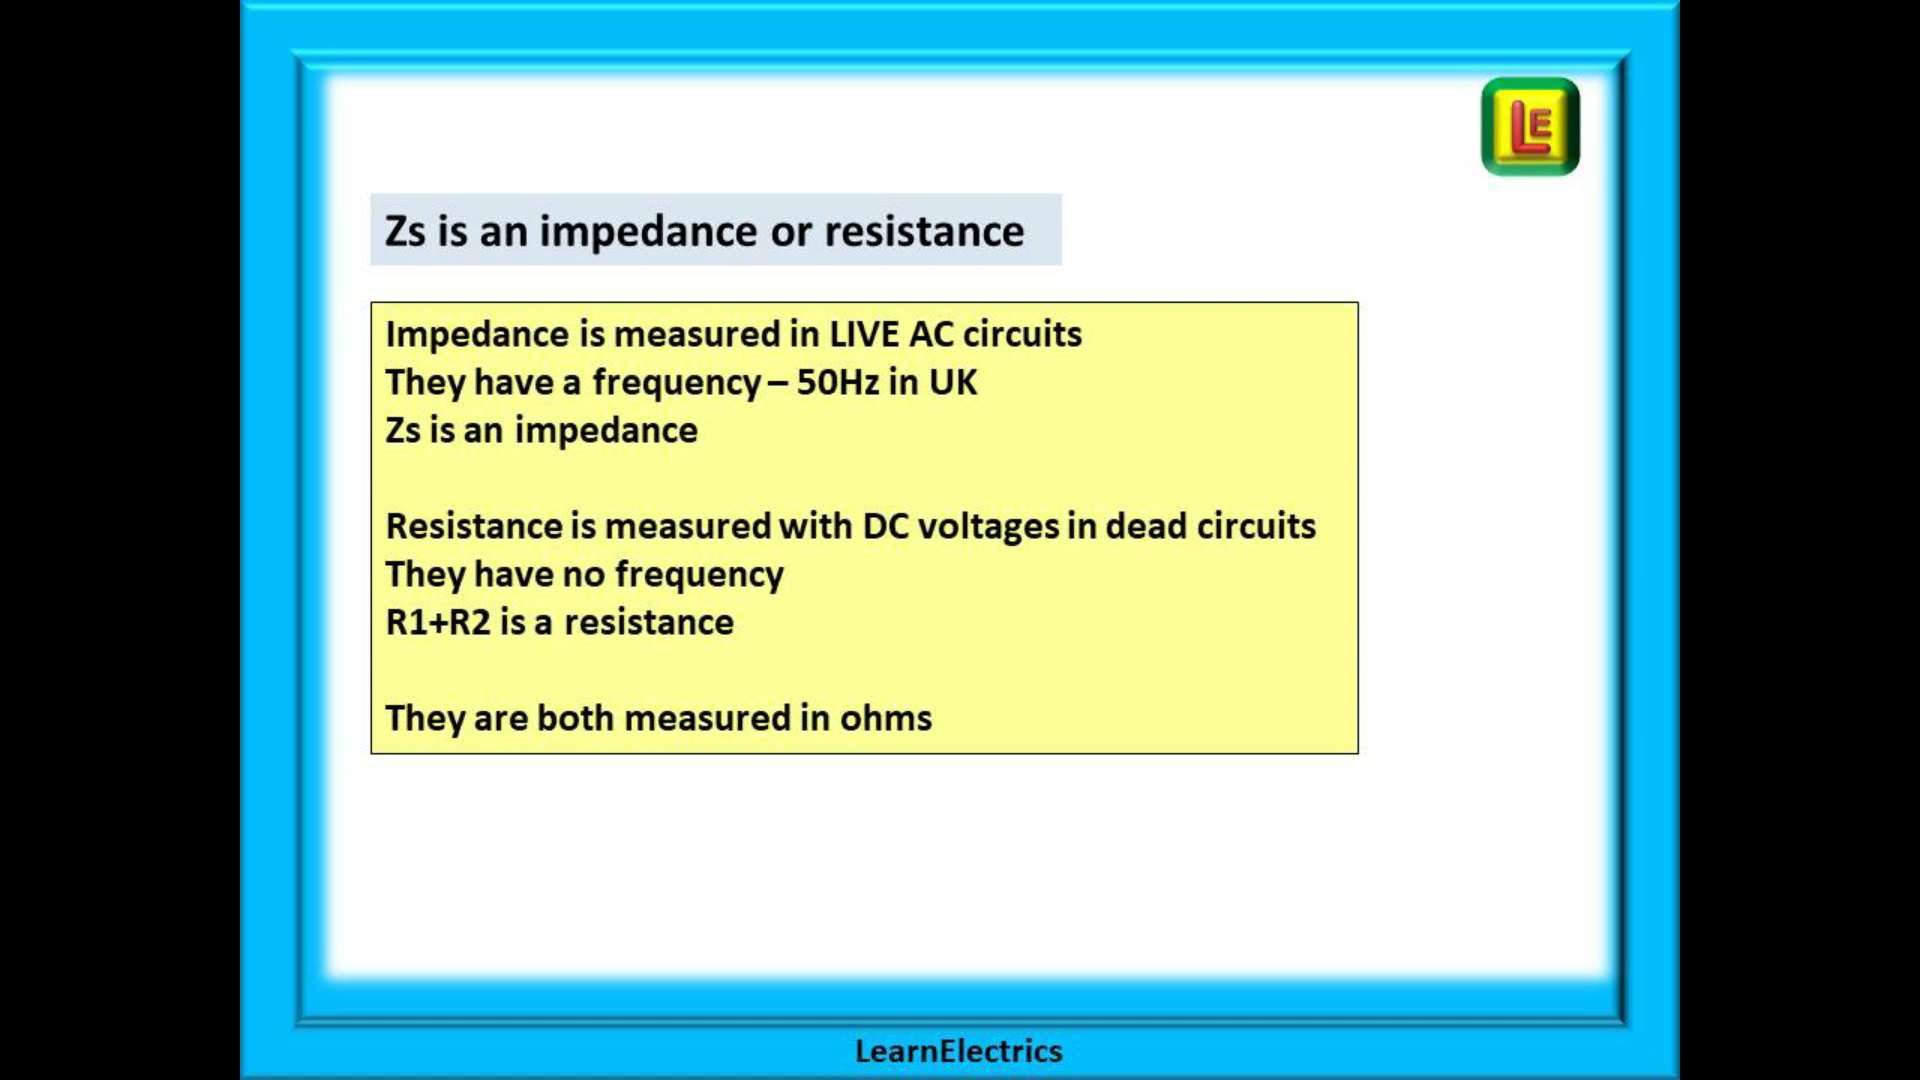 LE
Zs is an impedance or resistance
Impedance is measured in LIVE AC circuits
They have a frequency – 50Hz in UK
Zs is an impedance
Resistance is measured with DC voltages in dead circuits
They have no frequency
R1+R2 is a resistance
They are both measured in ohms
LearnElectrics